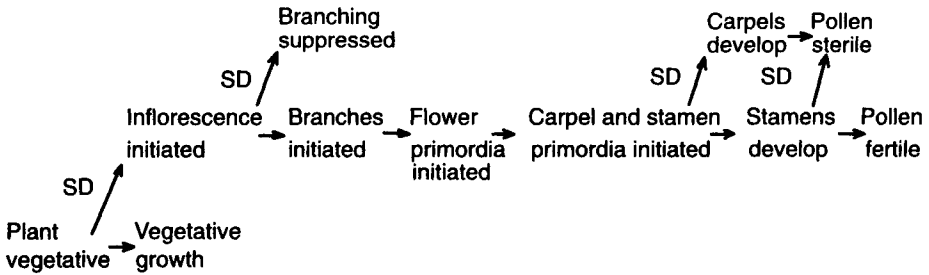 Branching
suppressed
Carpels
develop
Pollen
sterile
SD
SD
SD
Inflorescence
initiated
Branches
initiated
Flower
primordia
initiated
Carpel and stamen
primordia initiated
Stamens
develop
Pollen
fertile
SD
Plant
vegetative
Vegetative
growth